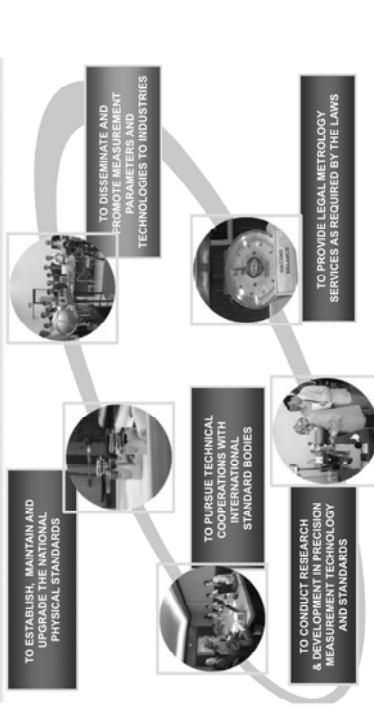 TO ESTABLISH, MAINTAIN AND
UPGRADE THE NATIONAL
PHYSICAL STANDARDS
TO DISSEMINATE AND
PROMOTE MEASUREMENT
PARAMETERS AND
TECHNOLOGIES TO INDUSTRIES
TO PURSUE TECHNICAL
COOPERATIONS WITH
INTERNATIONAL
STANDARD BODIES
TO CONDUCT RESEARCH
& DEVELOPMENT IN PRECISION
MEASUREMENT TECHNOLOGY
AND STANDARDS
TO PROVIDE LEGAL METROLOGY
SERVICES AS REQUIRED BY THE LAWS